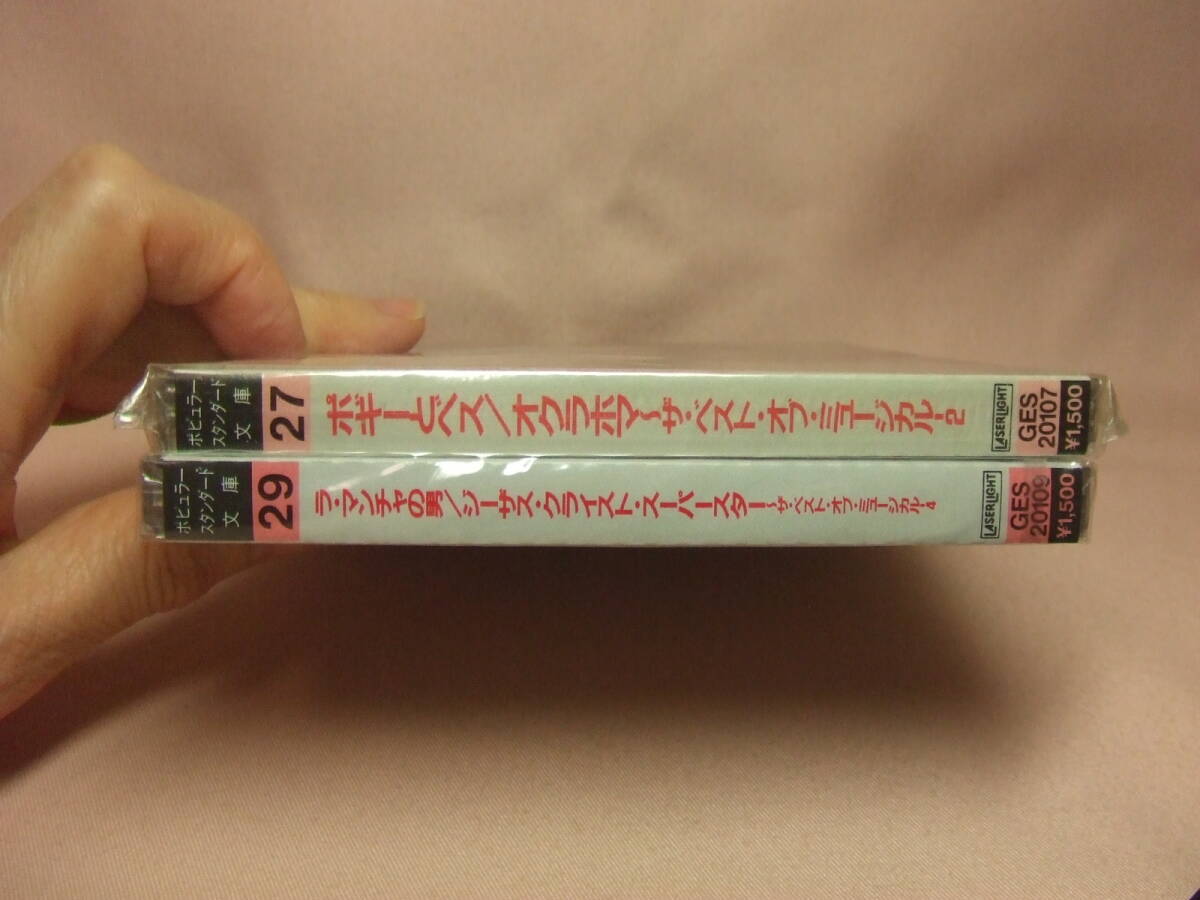 ポピュラー
スタンダード
文庫
27
ポギーとベス/オクラホマ〜ザ・ベスト・オブ・ミュージカル-2
LASERLIGHT
GES
20107
¥1,500
ポピュラー
スタンダード
文庫
29
ラ・マンチャの男/ジーザス・クライスト・スーパースター〜ザ・ベスト・オブ・ミュージカル-4
LASERLIGHT
GES
20109
¥1,500